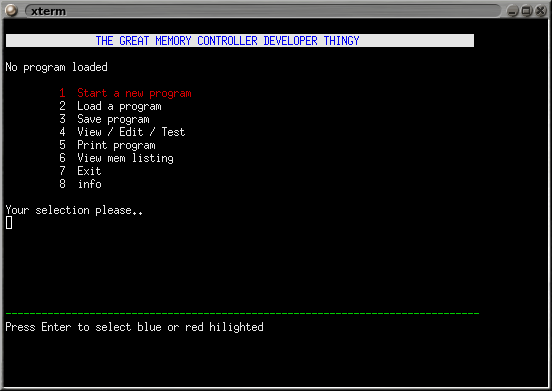 xterm
THE GREAT MEMORY CONTROLLER DEVELOPER THINGY
No program loaded
1 Start a new program
2 Load a program
3 Save program
4 View / Edit / Test
5 Print program
6 View mem listing
7 Exit
8 info
Your selection please..
Press Enter to select blue or red hilighted